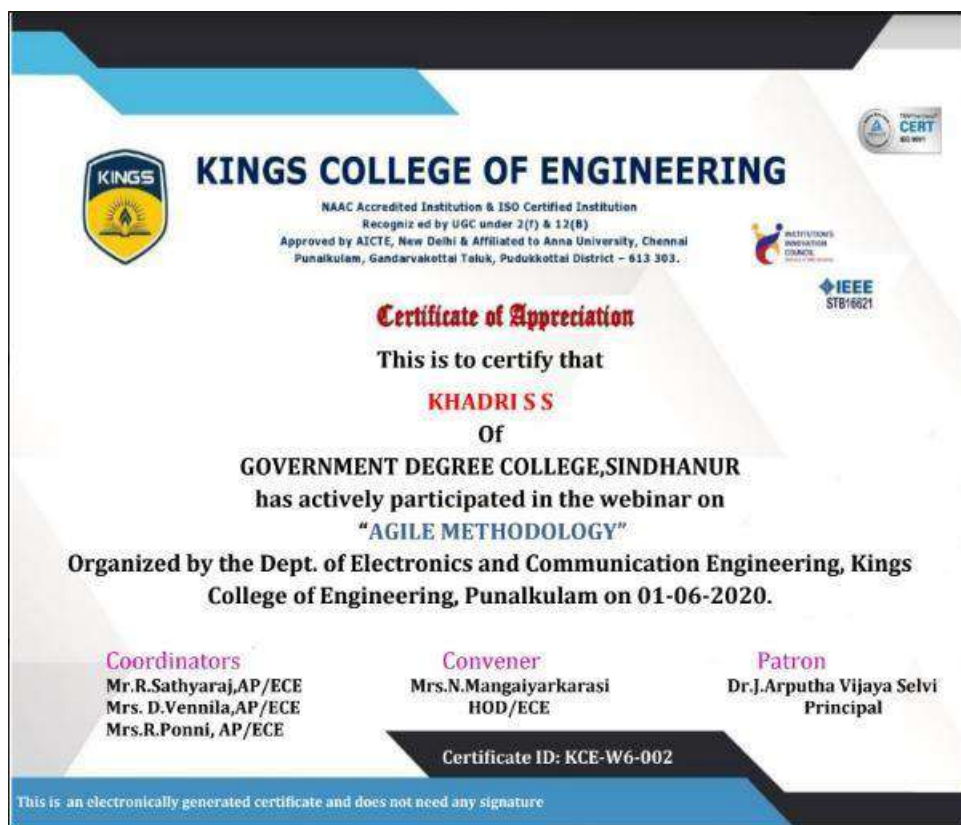 CERT
ISO 9001
KINGS
KINGS COLLEGE OF ENGINEERING
NAAC Accredited Institution & ISO Certified Institution
Recognized by UGC under 2(f) & 12(B)
Approved by AICTE, New Delhi & Affiliated to Anna University, Chennai
Punalkulam, Gandarvakottai Taluk, Pudukkottai District – 613 303.
INSTITUTION'S
INNOVATION
COUNCIL
IEEE
STB16621
Certificate of Appreciation
This is to certify that
KHADRI S S
Of
GOVERNMENT DEGREE COLLEGE,SINDHANUR
has actively participated in the webinar on
"AGILE METHODOLOGY"
Organized by the Dept. of Electronics and Communication Engineering, Kings
College of Engineering, Punalkulam on 01-06-2020.
Coordinators
Mr.R.Sathyaraj,AP/ECE
Mrs. D.Vennila,AP/ECE
Mrs.R.Ponni, AP/ECE
Convener
Mrs.N.Mangaiyarkarasi
HOD/ECE
Patron
Dr.J.Arputha Vijaya Selvi
Principal
Certificate ID: KCE-W6-002
This is an electronically generated certificate and does not need any signature